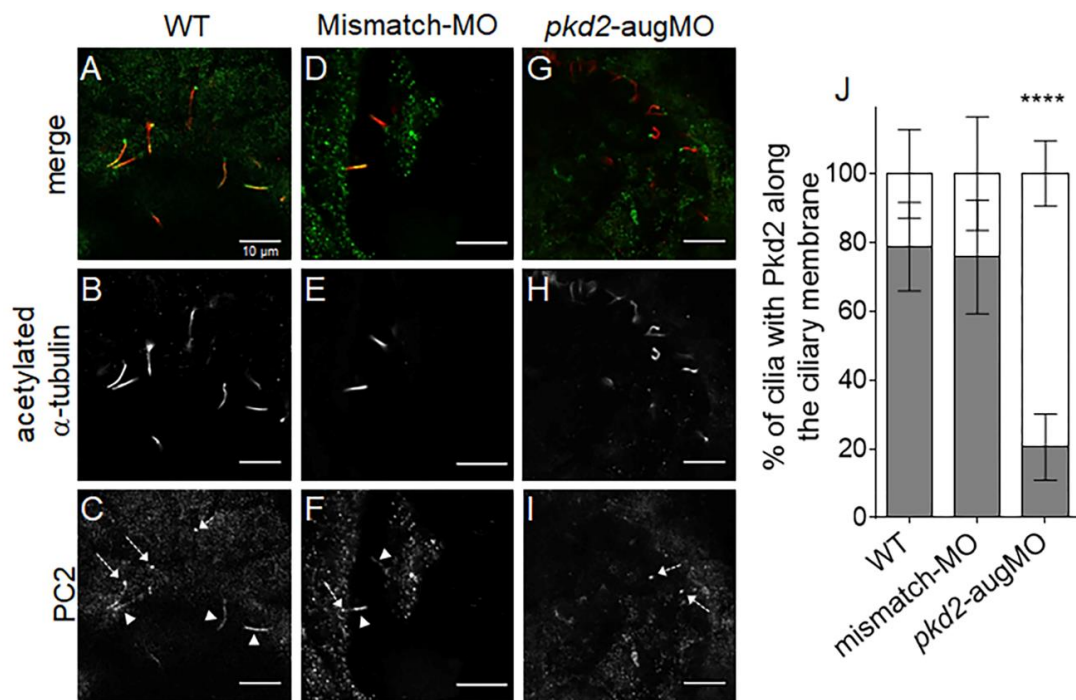 WT
Mismatch-MO
pkd2-augMO
merge
A
10 µm
D
G
acetylated
α-tubulin
B
E
H
PC2
C
F
I
J
****
% of cilia with Pkd2 along
the ciliary membrane
100
80
60
40
20
0
WT
mismatch-MO
pkd2-augMO